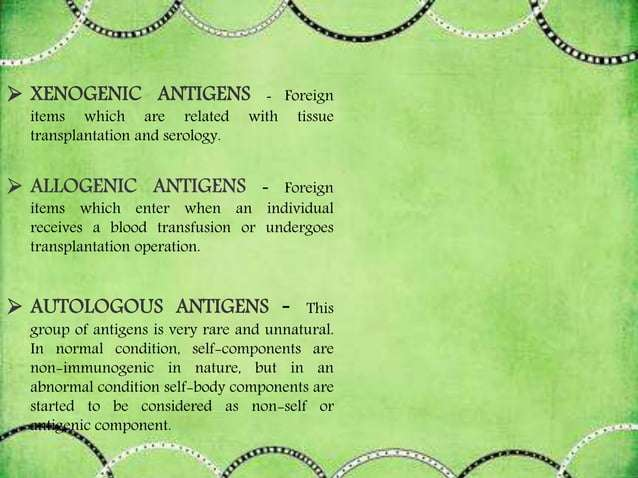 ➢ XENOGENIC ANTIGENS - Foreign
items which are related with tissue
transplantation and serology.
➢ ALLOGENIC ANTIGENS - Foreign
items which enter when an individual
receives a blood transfusion or undergoes
transplantation operation.
➢ AUTOLOGOUS ANTIGENS - This
group of antigens is very rare and unnatural.
In normal condition, self-components are
non-immunogenic in nature, but in an
abnormal condition self-body components are
started to be considered as non-self or
antigenic component.